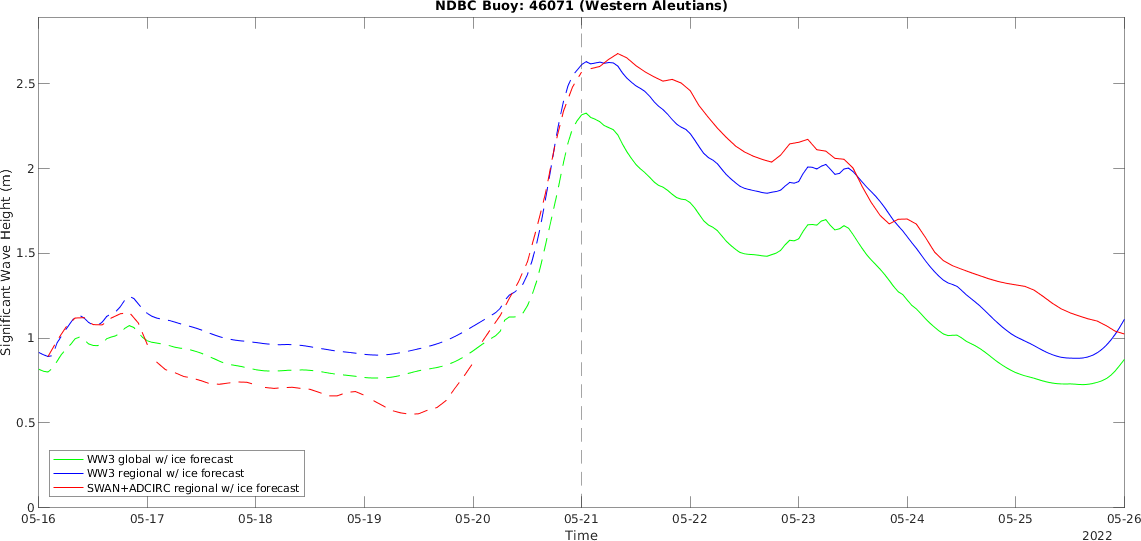 NDBC Buoy: 46071 (Western Aleutians)
Significant Wave Height (m)
2.5
2
1.5
1
0.5
0
WW3 global w/ ice forecast
WW3 regional w/ ice forecast
SWAN+ADCIRC regional w/ ice forecast
05-16 05-17 05-18 05-19 05-20 05-21 05-22 05-23 05-24 05-25 05-26
Time
2022